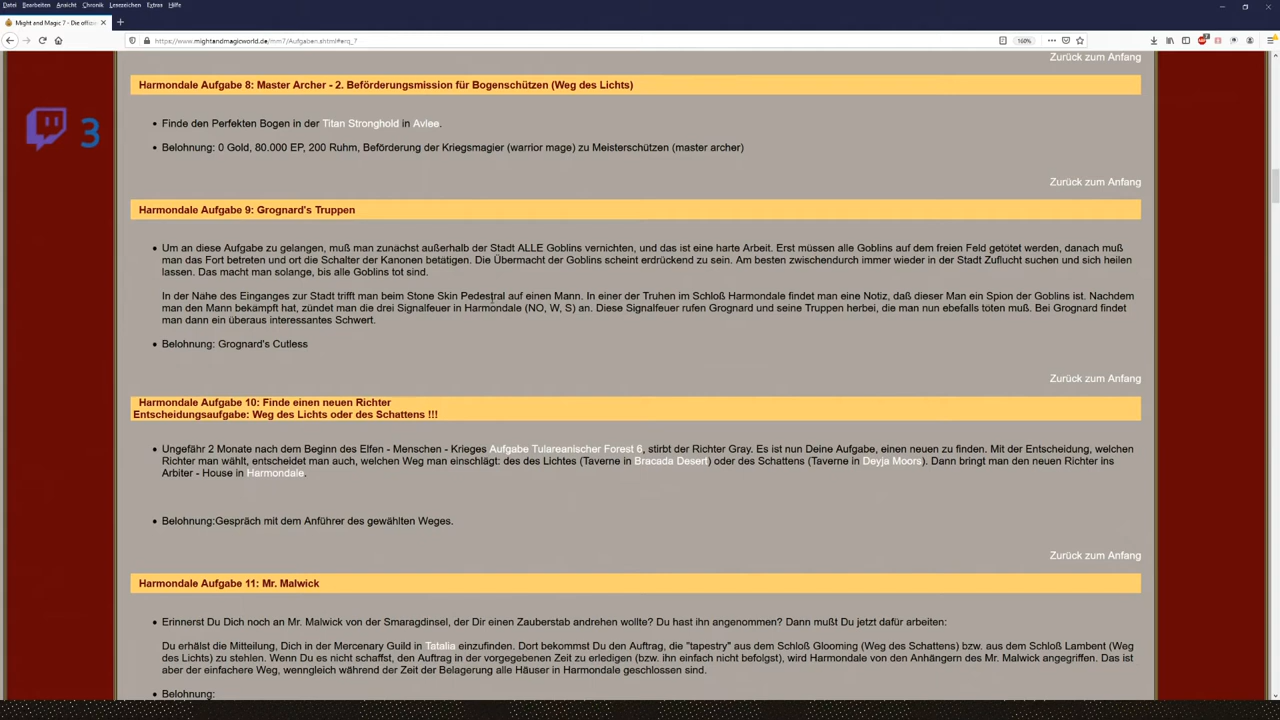 Datei Bearbeiten Ansicht Chronik Lesezeichen Extras Hilfe
Might and Magic 7 - Die offizi
https://www.mightandmagicworld.de/mm7/Aufgaben.shtml#erq_7
160%
Zurück zum Anfang
3
Harmondale Aufgabe 8: Master Archer - 2. Beförderungsmission für Bogenschützen (Weg des Lichts)
Finde den Perfekten Bogen in der Titan Stronghold in Avlee.
Belohnung: 0 Gold, 80.000 EP, 200 Ruhm, Beförderung der Kriegsmagier (warrior mage) zu Meisterschützen (master archer)
Zurück zum Anfang
Harmondale Aufgabe 9: Grognard's Truppen
Um an diese Aufgabe zu gelangen, muß man zunächst außerhalb der Stadt ALLE Goblins vernichten, und das ist eine harte Arbeit. Erst müssen alle Goblins auf dem freien Feld getötet werden, danach muß
man das Fort betreten und ort die Schalter der Kanonen betätigen. Die Übermacht der Goblins scheint erdrückend zu sein. Am besten zwischendurch immer wieder in der Stadt Zuflucht suchen und sich heilen
lassen. Das macht man solange, bis alle Goblins tot sind.
In der Nähe des Einganges zur Stadt trifft man beim Stone Skin Pedestral auf einen Mann. In einer der Truhen im Schloß Harmondale findet man eine Notiz, daß dieser Man ein Spion der Goblins ist. Nachdem
man den Mann bekämpft hat, zündet man die drei Signalfeuer in Harmondale (NO, W, S) an. Diese Signalfeuer rufen Grognard und seine Truppen herbei, die man nun ebefalls töten muß. Bei Grognard findet
man dann ein überaus interessantes Schwert.
Belohnung: Grognard's Cutless
Zurück zum Anfang
Harmondale Aufgabe 10: Finde einen neuen Richter
Entscheidungsaufgabe: Weg des Lichts oder des Schattens !!!
Ungefähr 2 Monate nach dem Beginn des Elfen - Menschen - Krieges Aufgabe Tulareanischer Forest 6, stirbt der Richter Gray. Es ist nun Deine Aufgabe, einen neuen zu finden. Mit der Entscheidung, welchen
Richter man wählt, entscheidet man auch, welchen Weg man einschlägt: des des Lichtes (Taverne in Bracada Desert) oder des Schattens (Taverne in Deyja Moors). Dann bringt man den neuen Richter ins
Arbiter - House in Harmondale.
Belohnung:Gespräch mit dem Anführer des gewählten Weges.
Zurück zum Anfang
Harmondale Aufgabe 11: Mr. Malwick
Erinnerst Du Dich noch an Mr. Malwick von der Smaragdinsel, der Dir einen Zauberstab andrehen wollte? Du hast ihn angenommen? Dann mußt Du jetzt dafür arbeiten:
Du erhälst die Mitteilung, Dich in der Mercenary Guild in Tatalia einzufinden. Dort bekommst Du den Auftrag, die "tapestry" aus dem Schloß Glooming (Weg des Schattens) bzw. aus dem Schloß Lambent (Weg
des Lichts) zu stehlen. Wenn Du es nicht schaffst, den Auftrag in der vorgegebenen Zeit zu erledigen (bzw. ihn einfach nicht befolgst), wird Harmondale von den Anhängern des Mr. Malwick angegriffen. Das ist
aber der einfachere Weg, wenngleich während der Zeit der Belagerung alle Häuser in Harmondale geschlossen sind.
Belohnung: